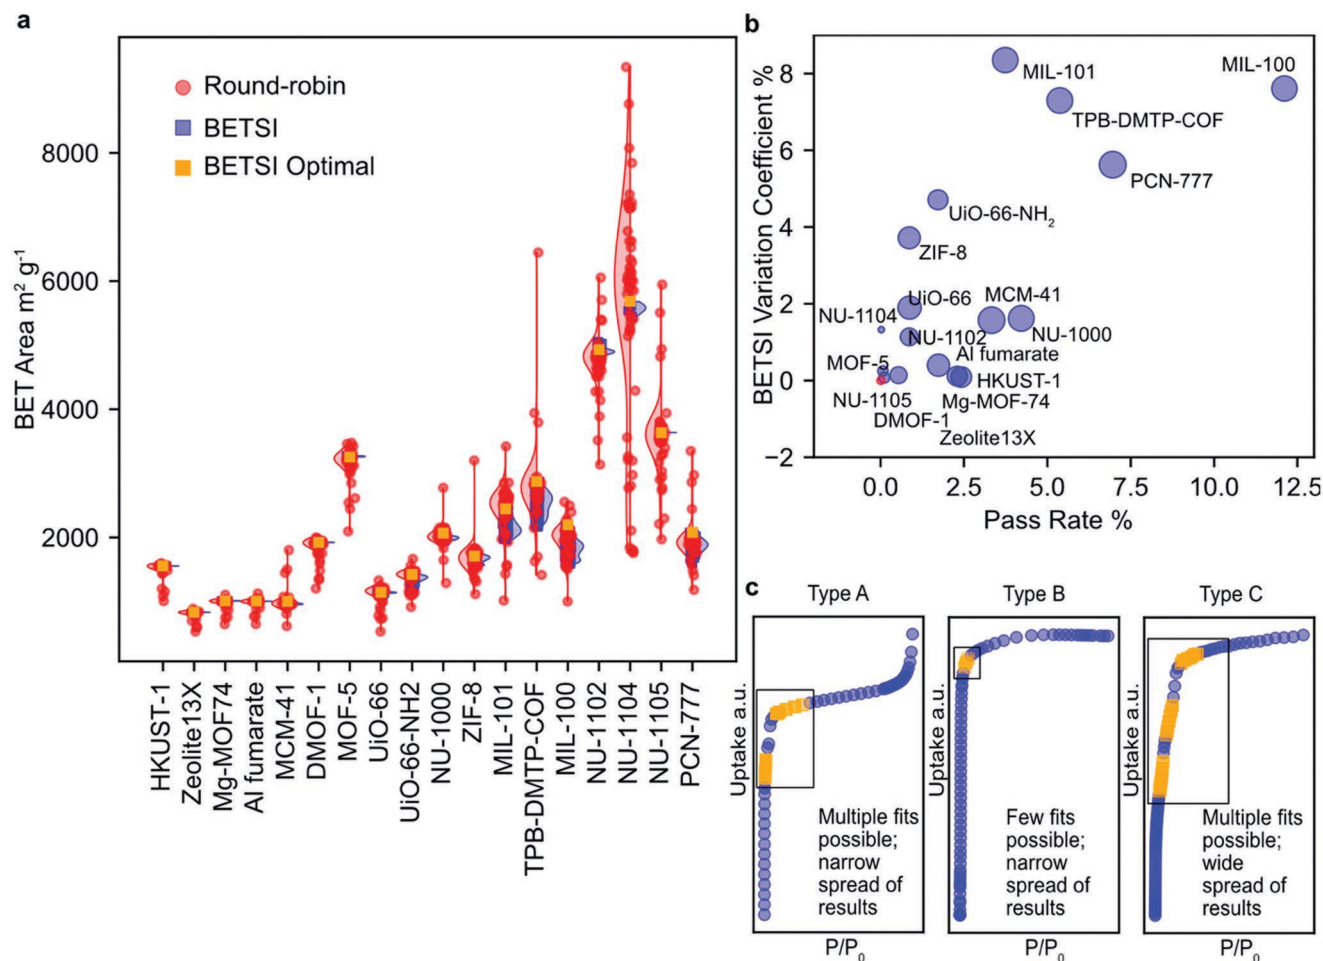 a
BET Area m² g⁻¹
8000
6000
4000
2000
Round-robin
BETSI
BETSI Optimal
HKUST-1
Zeolite13X
Mg-MOF74
Al fumarate
MCM-41
DMOF-1
MOF-5
UiO-66
UiO-66-NH2
NU-1000
ZIF-8
MIL-101
TPB-DMTP-COF
MIL-100
NU-1102
NU-1104
NU-1105
PCN-777
b
BETSI Variation Coefficient %
8
6
4
2
0
−2
MIL-101
MIL-100
TPB-DMTP-COF
PCN-777
UiO-66-NH₂
ZIF-8
UiO-66
MCM-41
NU-1104
NU-1102
NU-1000
Al fumarate
MOF-5
HKUST-1
NU-1105
Mg-MOF-74
DMOF-1
Zeolite13X
0.0
2.5
5.0
7.5
10.0
12.5
Pass Rate %
c
Type A
Uptake a.u.
Multiple fits
possible;
narrow
spread of
results
P/P₀
Type B
Uptake a.u.
Few fits
possible;
narrow
spread of
results
P/P₀
Type C
Uptake a.u.
Multiple fits
possible;
wide
spread of
results
P/P₀